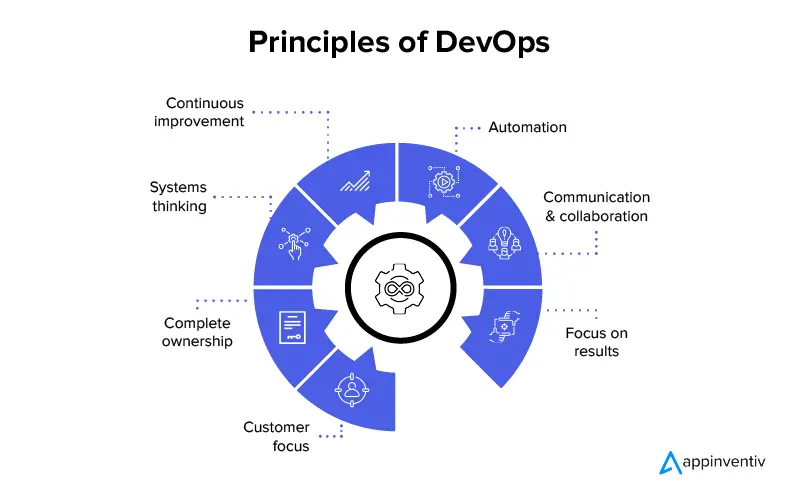 Principles of DevOps
Continuous
improvement
Automation
Systems
thinking
Communication
& collaboration
Complete
ownership
Focus on
results
Customer
focus
appinventiv